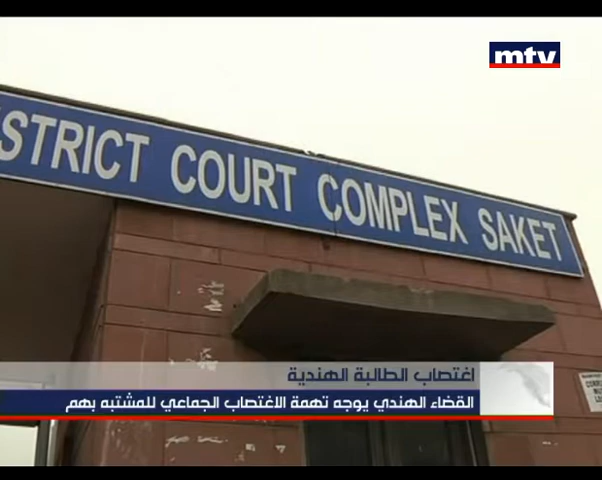 mtv
STRICT COURT COMPLEX SAKET
اغتصاب الطالبة الهندية
القضاء الهندي يوجه تهمة الاغتصاب الجماعي للمشتبه بهم